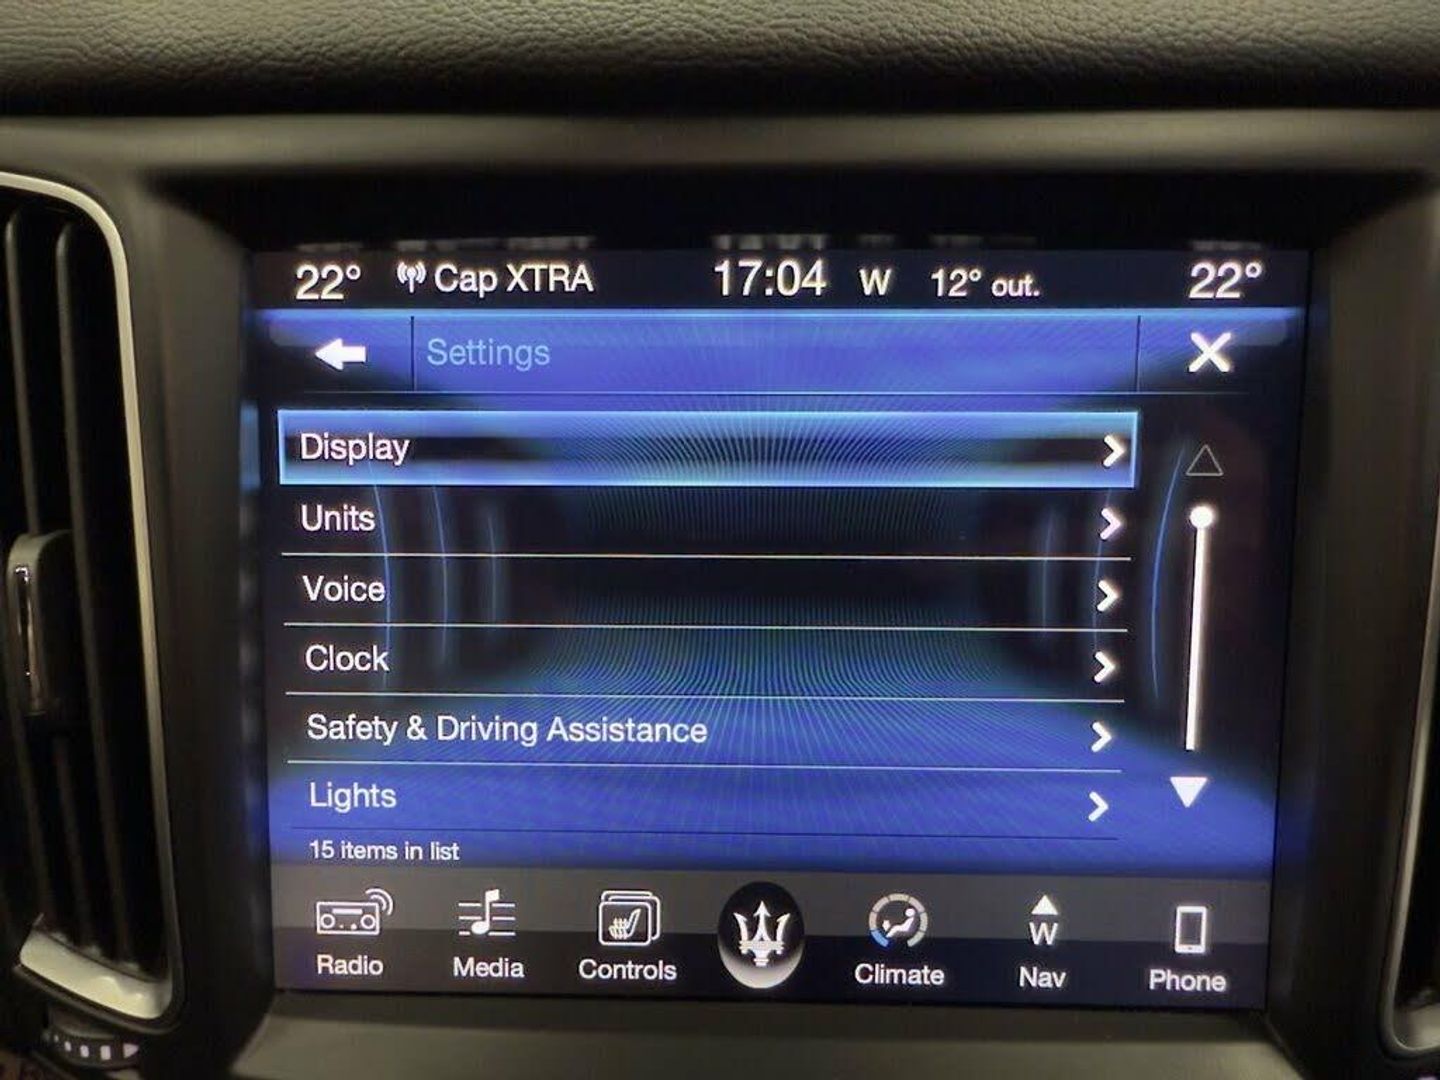 22° Cap XTRA 17:04 W 12° out. 22°
Settings
Display
Units
Voice
Clock
Safety & Driving Assistance
Lights
15 items in list
W
Radio Media Controls Climate Nav Phone